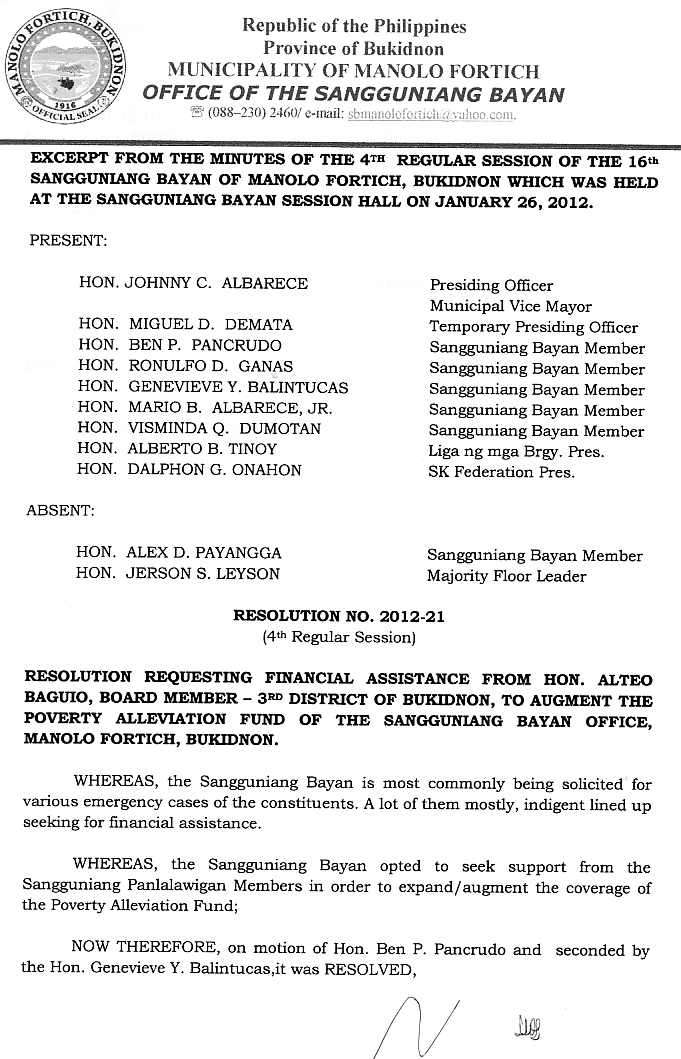 MANOLO FORTICH, BUKIDNON
1916
OFFICIAL SEAL
Republic of the Philippines
Province of Bukidnon
MUNICIPALITY OF MANOLO FORTICH
OFFICE OF THE SANGGUNIANG BAYAN
☏ (088–230) 2460/ e-mail: sbmanolofortich@yahoo.com.
EXCERPT FROM THE MINUTES OF THE 4TH REGULAR SESSION OF THE 16th
SANGGUNIANG BAYAN OF MANOLO FORTICH, BUKIDNON WHICH WAS HELD
AT THE SANGGUNIANG BAYAN SESSION HALL ON JANUARY 26, 2012.
PRESENT:
HON. JOHNNY C. ALBARECE Presiding Officer
Municipal Vice Mayor
HON. MIGUEL D. DEMATA Temporary Presiding Officer
HON. BEN P. PANCRUDO Sangguniang Bayan Member
HON. RONULFO D. GANAS Sangguniang Bayan Member
HON. GENEVIEVE Y. BALINTUCAS Sangguniang Bayan Member
HON. MARIO B. ALBARECE, JR. Sangguniang Bayan Member
HON. VISMINDA Q. DUMOTAN Sangguniang Bayan Member
HON. ALBERTO B. TINOY Liga ng mga Brgy. Pres.
HON. DALPHON G. ONAHON SK Federation Pres.
ABSENT:
HON. ALEX D. PAYANGGA Sangguniang Bayan Member
HON. JERSON S. LEYSON Majority Floor Leader
RESOLUTION NO. 2012-21
(4th Regular Session)
RESOLUTION REQUESTING FINANCIAL ASSISTANCE FROM HON. ALTEO
BAGUIO, BOARD MEMBER – 3RD DISTRICT OF BUKIDNON, TO AUGMENT THE
POVERTY ALLEVIATION FUND OF THE SANGGUNIANG BAYAN OFFICE,
MANOLO FORTICH, BUKIDNON.
WHEREAS, the Sangguniang Bayan is most commonly being solicited for
various emergency cases of the constituents. A lot of them mostly, indigent lined up
seeking for financial assistance.
WHEREAS, the Sangguniang Bayan opted to seek support from the
Sangguniang Panlalawigan Members in order to expand/augment the coverage of
the Poverty Alleviation Fund;
NOW THEREFORE, on motion of Hon. Ben P. Pancrudo and seconded by
the Hon. Genevieve Y. Balintucas,it was RESOLVED,